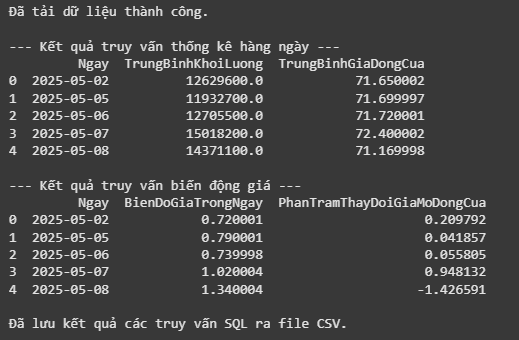 Đã tải dữ liệu thành công.
--- Kết quả truy vấn thống kê hàng ngày ---
Ngay TrungBinhKhoiLuong TrungBinhGiaDongCua
0 2025-05-02 12629600.0 71.650002
1 2025-05-05 11932700.0 71.699997
2 2025-05-06 12705500.0 71.720001
3 2025-05-07 15018200.0 72.400002
4 2025-05-08 14371100.0 71.169998
--- Kết quả truy vấn biến động giá ---
Ngay BienDoGiaTrongNgay PhanTramThayDoiGiaMoDongCua
0 2025-05-02 0.720001 0.209792
1 2025-05-05 0.790001 0.041857
2 2025-05-06 0.739998 0.055805
3 2025-05-07 1.020004 0.948132
4 2025-05-08 1.340004 -1.426591
Đã lưu kết quả các truy vấn SQL ra file CSV.